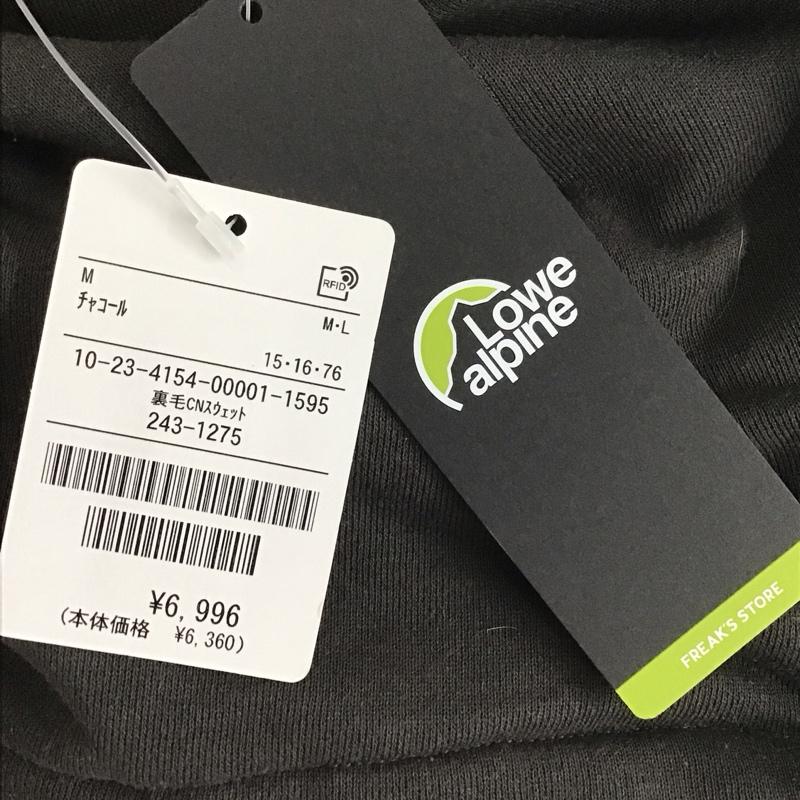 M
RFID
チャコール
M・L
15・16・76
10-23-4154-00001-1595
裏毛CNスウェット
243-1275
¥6,996
(本体価格 ¥6,360)
Lowe
alpine
FREAK'S STORE